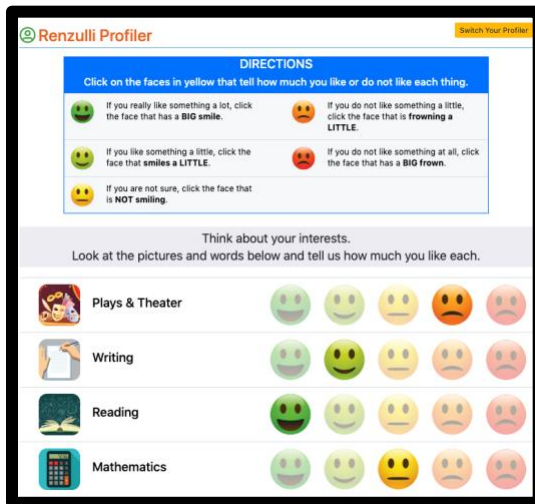 Renzulli Profiler
Switch Your Profiler
DIRECTIONS
Click on the faces in yellow that tell how much you like or do not like each thing.
If you really like something a lot, click
the face that has a BIG smile.
If you do not like something a little,
click the face that is frowning a
LITTLE.
If you like something a little, click the
face that smiles a LITTLE.
If you do not like something at all, click
the face that has a BIG frown.
If you are not sure, click the face that
is NOT smiling.
Think about your interests.
Look at the pictures and words below and tell us how much you like each.
Plays & Theater
Writing
Reading
Mathematics